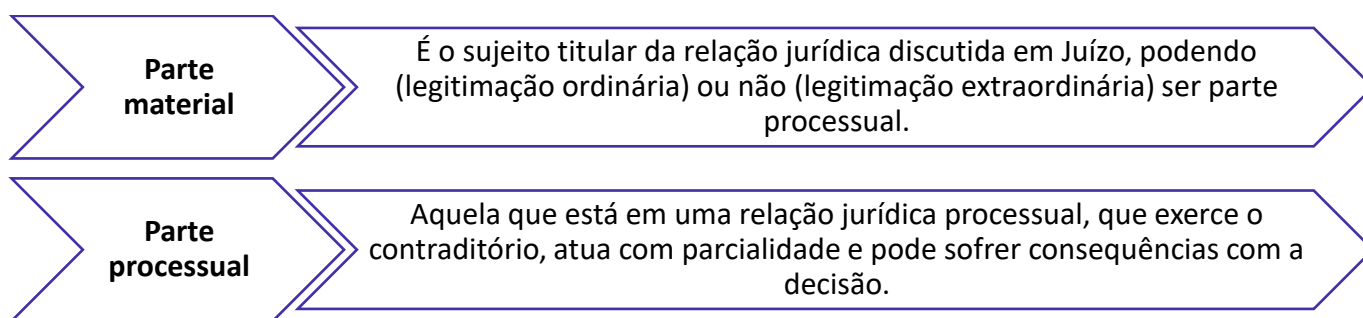 Parte
material
É o sujeito titular da relação jurídica discutida em Juízo, podendo
(legitimação ordinária) ou não (legitimação extraordinária) ser parte
processual.
Parte
processual
Aquela que está em uma relação jurídica processual, que exerce o
contraditório, atua com parcialidade e pode sofrer consequências com a
decisão.